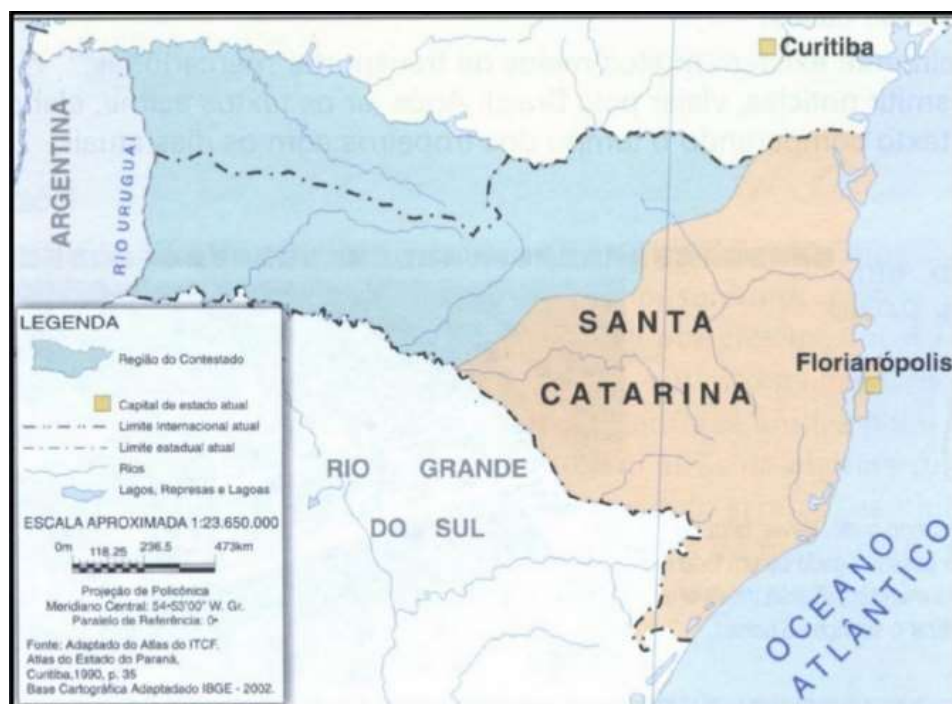 Curitiba
ARGENTINA
RIO URUGUAI
SANTA
CATARINA
Florianópolis
RIO GRANDE
DO SUL
OCEANO
ATLÂNTICO
LEGENDA
Região do Contestado
Capital de estado atual
Limite Internacional atual
Limite estadual atual
Rios
Lagos, Represas e Lagoas
ESCALA APROXIMADA 1:23.650.000
0m 118.25 236.5 473km
Projeção de Policônica
Meridiano Central: 54°53'00" W. Gr.
Paralelo de Referência: 0°
Fonte: Adaptado do Atlas do ITCF.
Atlas do Estado do Paraná,
Curitiba,1990, p. 35
Base Cartográfica Adaptadado IBGE - 2002.